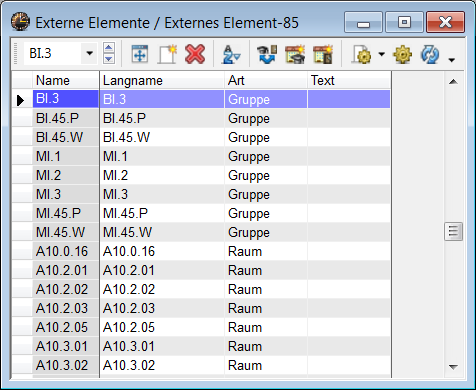 Externe Elemente / Externes Element-85
BI.3
Name Langname Art Text
BI.3 BI.3 Gruppe
BI.45.P BI.45.P Gruppe
BI.45.W BI.45.W Gruppe
MI.1 MI.1 Gruppe
MI.2 MI.2 Gruppe
MI.3 MI.3 Gruppe
MI.45.P MI.45.P Gruppe
MI.45.W MI.45.W Gruppe
A10.0.16 A10.0.16 Raum
A10.2.01 A10.2.01 Raum
A10.2.02 A10.2.02 Raum
A10.2.03 A10.2.03 Raum
A10.2.05 A10.2.05 Raum
A10.3.01 A10.3.01 Raum
A10.3.02 A10.3.02 Raum